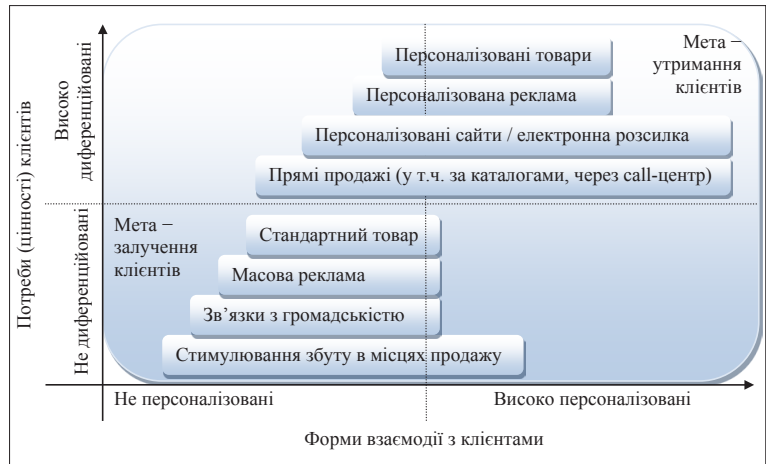 Потреби (цінності) клієнтів
Високо
диференційовані
Не диференційовані
Персоналізовані товари
Мета –
утримання
клієнтів
Персоналізована реклама
Персоналізовані сайти / електронна розсилка
Прямі продажі (у т.ч. за каталогами, через call-центр)
Мета –
залучення
клієнтів
Стандартний товар
Масова реклама
Зв’язки з громадськістю
Стимулювання збуту в місцях продажу
Не персоналізовані
Високо персоналізовані
Форми взаємодії з клієнтами